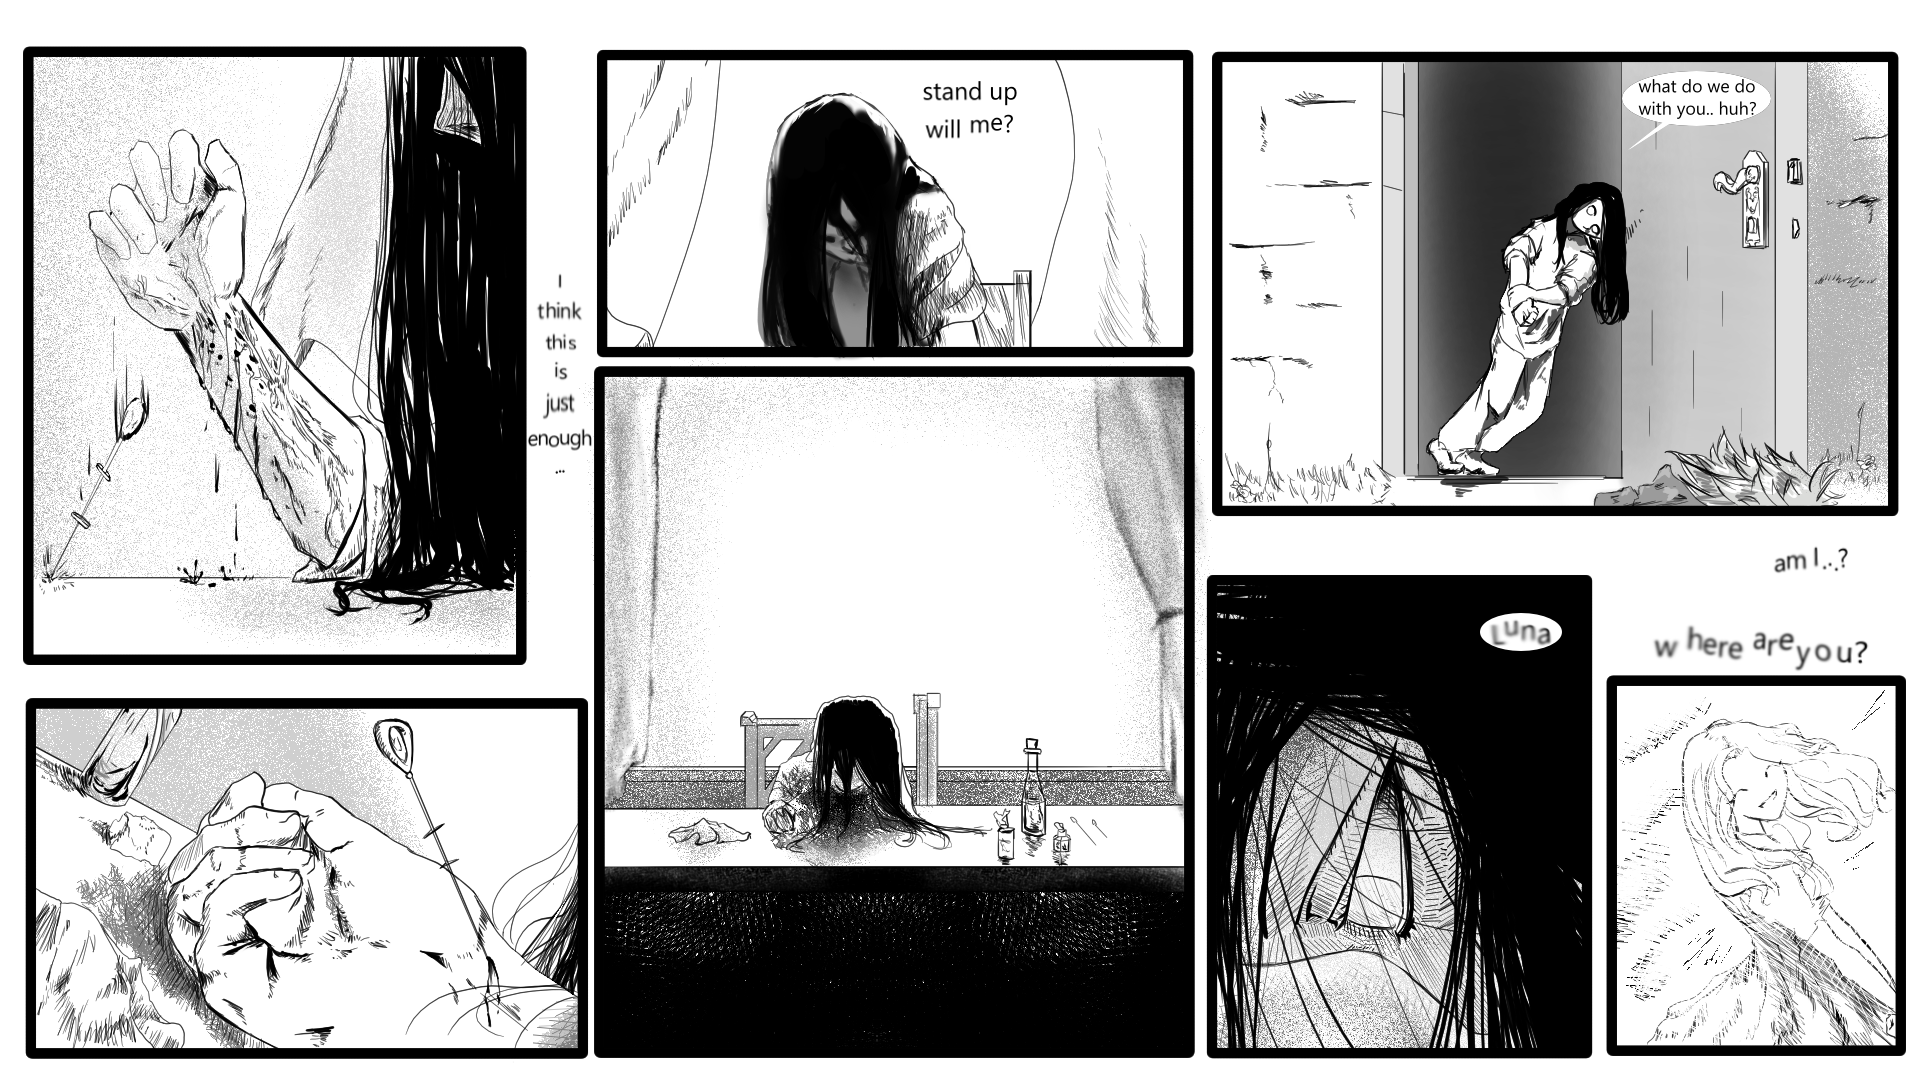 I
think
this
is
just
enough
...
stand up
will me?
what do we do
with you.. huh?
Luna
am I..?
where are you?